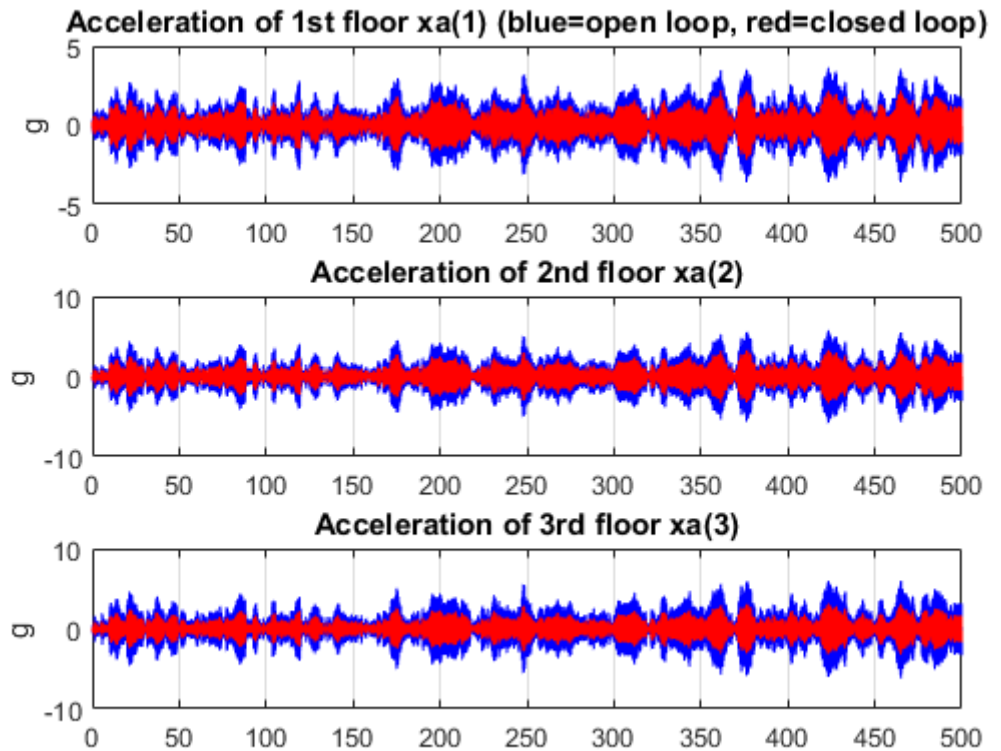 Acceleration of 1st floor xa(1) (blue=open loop, red=closed loop)
5
0
-5
g
0 50 100 150 200 250 300 350 400 450 500
Acceleration of 2nd floor xa(2)
10
0
-10
g
0 50 100 150 200 250 300 350 400 450 500
Acceleration of 3rd floor xa(3)
10
0
-10
g
0 50 100 150 200 250 300 350 400 450 500